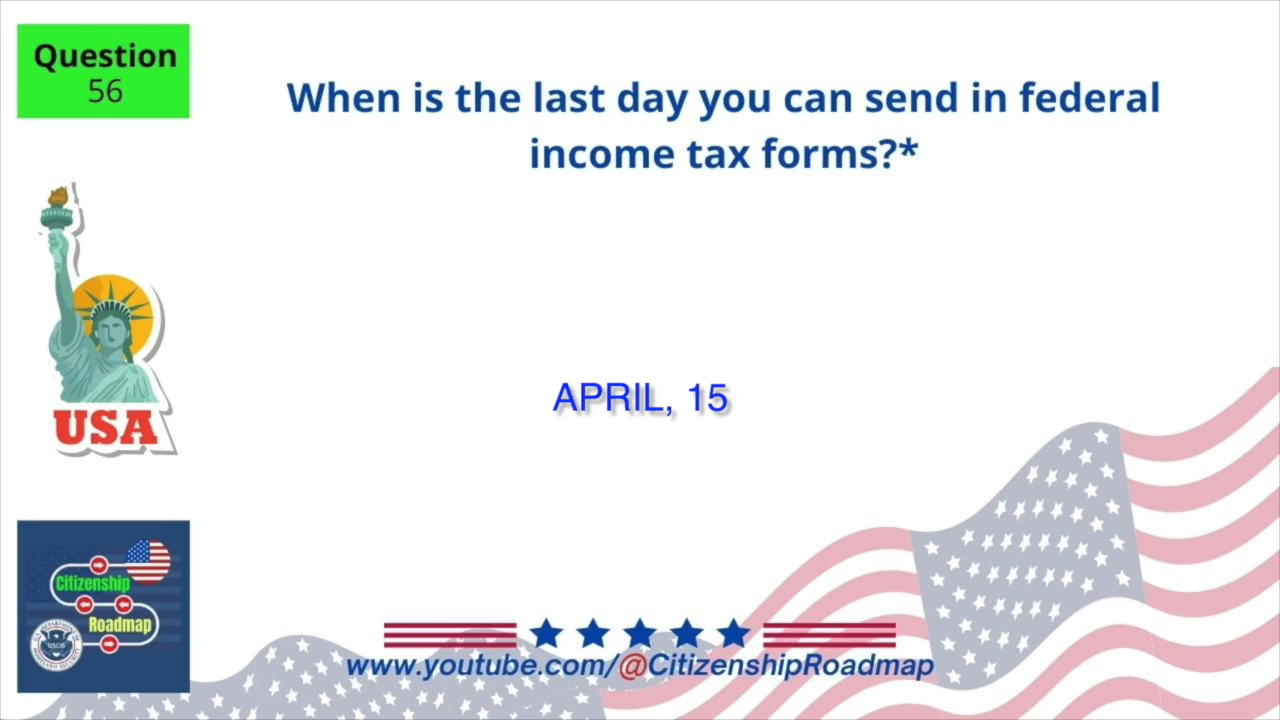 Question
56
When is the last day you can send in federal
income tax forms?*
USA
APRIL, 15
Citizenship
Roadmap
USCIS
www.youtube.com/@CitizenshipRoadmap